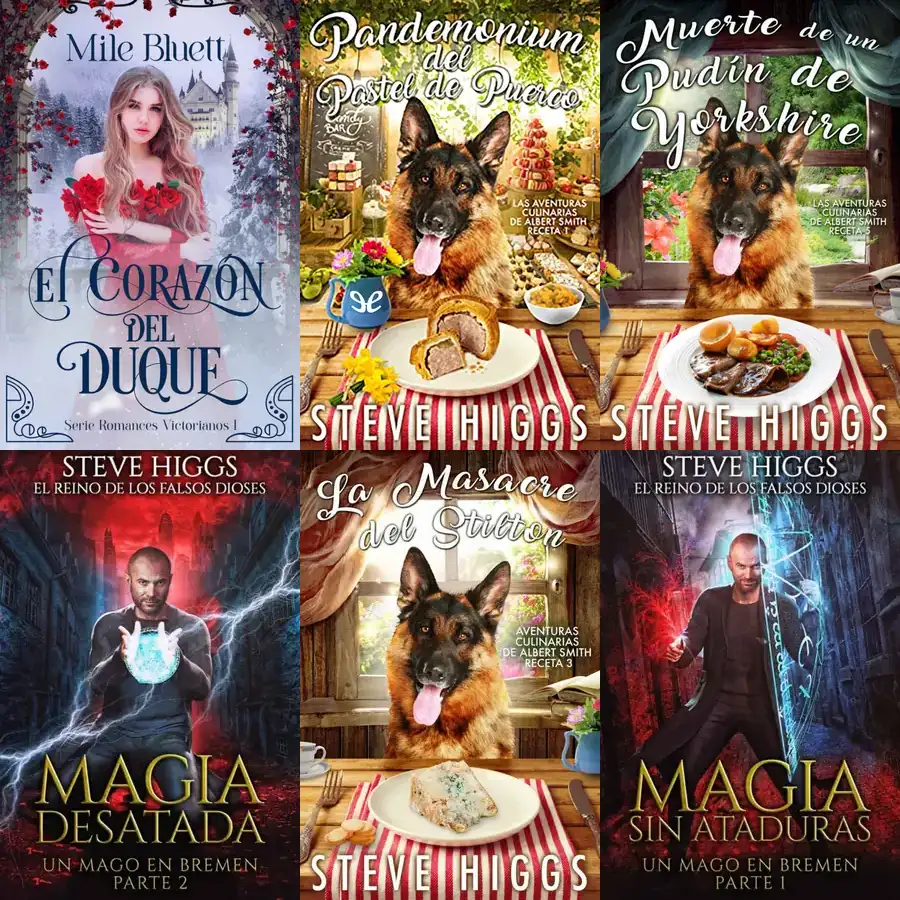 Mile Bluett
El Corazón
del
Duque
Serie Romances Victorianos I
Pandemonium
del
Pastel de Puerco
Candy
BAR
LAS AVENTURAS
CULINARIAS
DE ALBERT SMITH
RECETA 1
STEVE HIGGS
Muerte de un
Pudín de
Yorkshire
LAS AVENTURAS
CULINARIAS
DE ALBERT SMITH
RECETA 5
STEVE HIGGS
STEVE HIGGS
EL REINO DE LOS FALSOS DIOSES
MAGIA
DESATADA
UN MAGO EN BREMEN
PARTE 2
La Masacre
del Stilton
AVENTURAS
CULINARIAS
DE ALBERT SMITH
RECETA 3
STEVE HIGGS
STEVE HIGGS
EL REINO DE LOS FALSOS DIOSES
MAGIA
SIN ATADURAS
UN MAGO EN BREMEN
PARTE 1